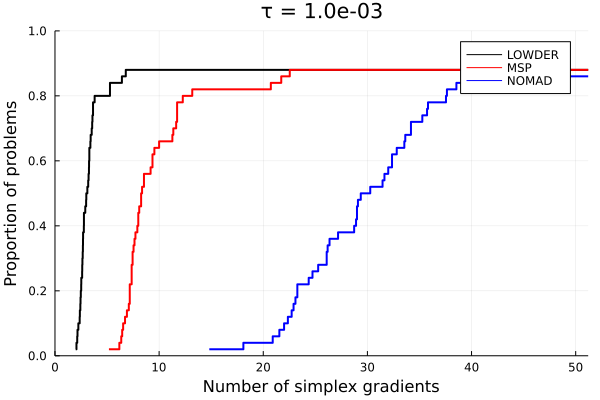 τ = 1.0e-03
1.0
0.8
0.6
0.4
0.2
0.0
Proportion of problems
LOWDER
MSP
NOMAD
0
10
20
30
40
50
Number of simplex gradients